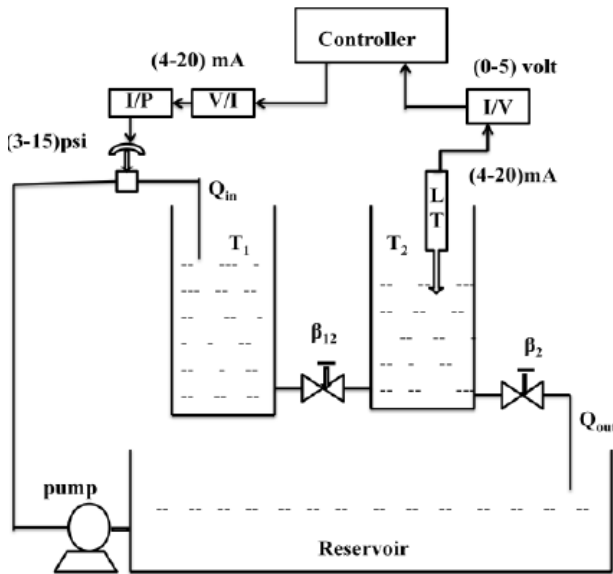 Controller
(4-20) mA
(0-5) volt
I/P
V/I
I/V
(3-15)psi
Qin
(4-20)mA
L
T
T1
T2
β12
β2
Qout
pump
Reservoir